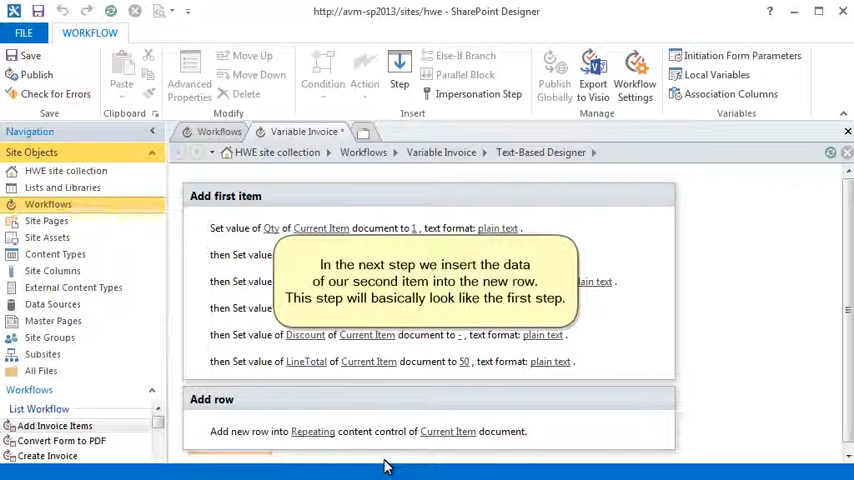 http://avm-sp2013/sites/hwe - SharePoint Designer
?
FILE
WORKFLOW
Save
Publish
Check for Errors
Save
Paste
Clipboard
Advanced
Properties
Move Up
Move Down
Delete
Modify
Condition
Action
Step
Else-If Branch
Parallel Block
Impersonation Step
Insert
Publish
Globally
Export
to Visio
Workflow
Settings
Manage
Initiation Form Parameters
Local Variables
Association Columns
Variables
Navigation
Workflows
Variable Invoice *
Site Objects
HWE site collection
Workflows
Variable Invoice
Text-Based Designer
HWE site collection
Lists and Libraries
Workflows
Site Pages
Site Assets
Content Types
Site Columns
External Content Types
Data Sources
Master Pages
Site Groups
Subsites
All Files
Workflows
List Workflow
Add Invoice Items
Convert Form to PDF
Create Invoice
Add first item
Set value of Qty of Current Item document to 1 , text format: plain text .
then Set value
then Set value
plain text .
then Set value
In the next step we insert the data
of our second item into the new row.
This step will basically look like the first step.
then Set value of Discount of Current Item document to - , text format: plain text .
then Set value of LineTotal of Current Item document to 50 , text format: plain text .
Add row
Add new row into Repeating content control of Current Item document.